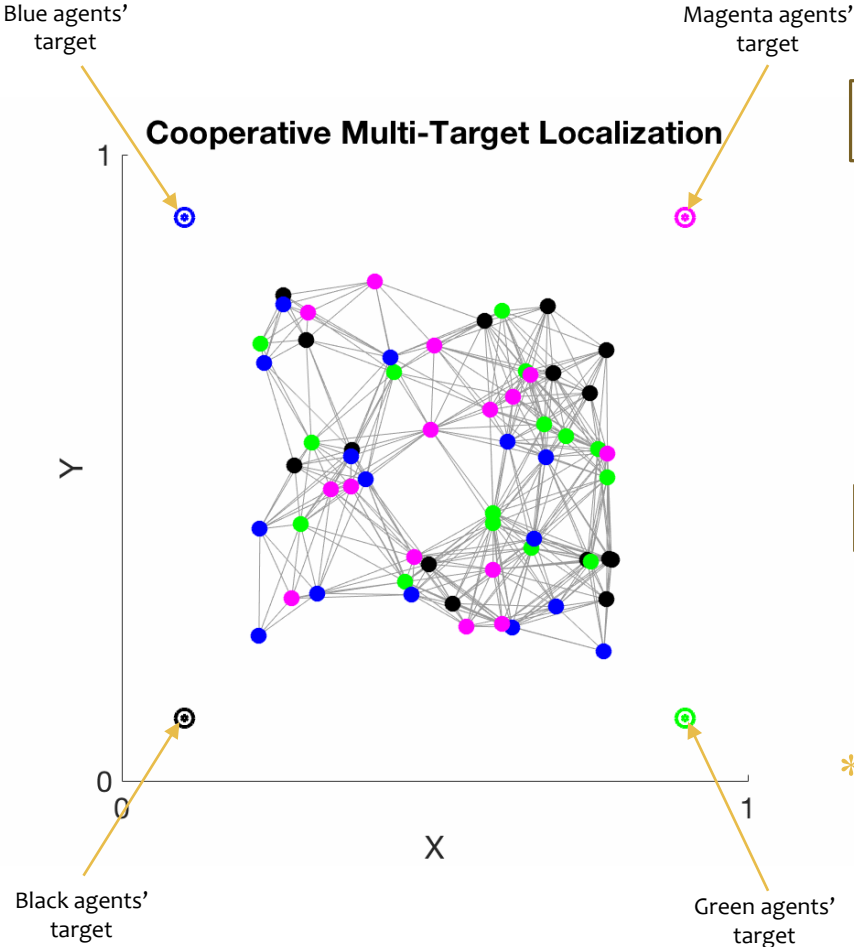 Blue agents'
target
Magenta agents'
target
Cooperative Multi-Target Localization
1
Y
0
0
1
X
*
Black agents'
target
Green agents'
target